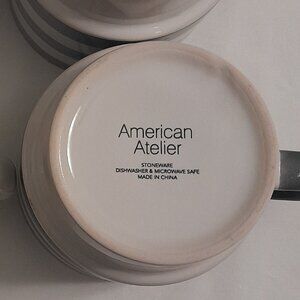 American
Atelier
STONEWARE
DISHWASHER & MICROWAVE SAFE
MADE IN CHINA